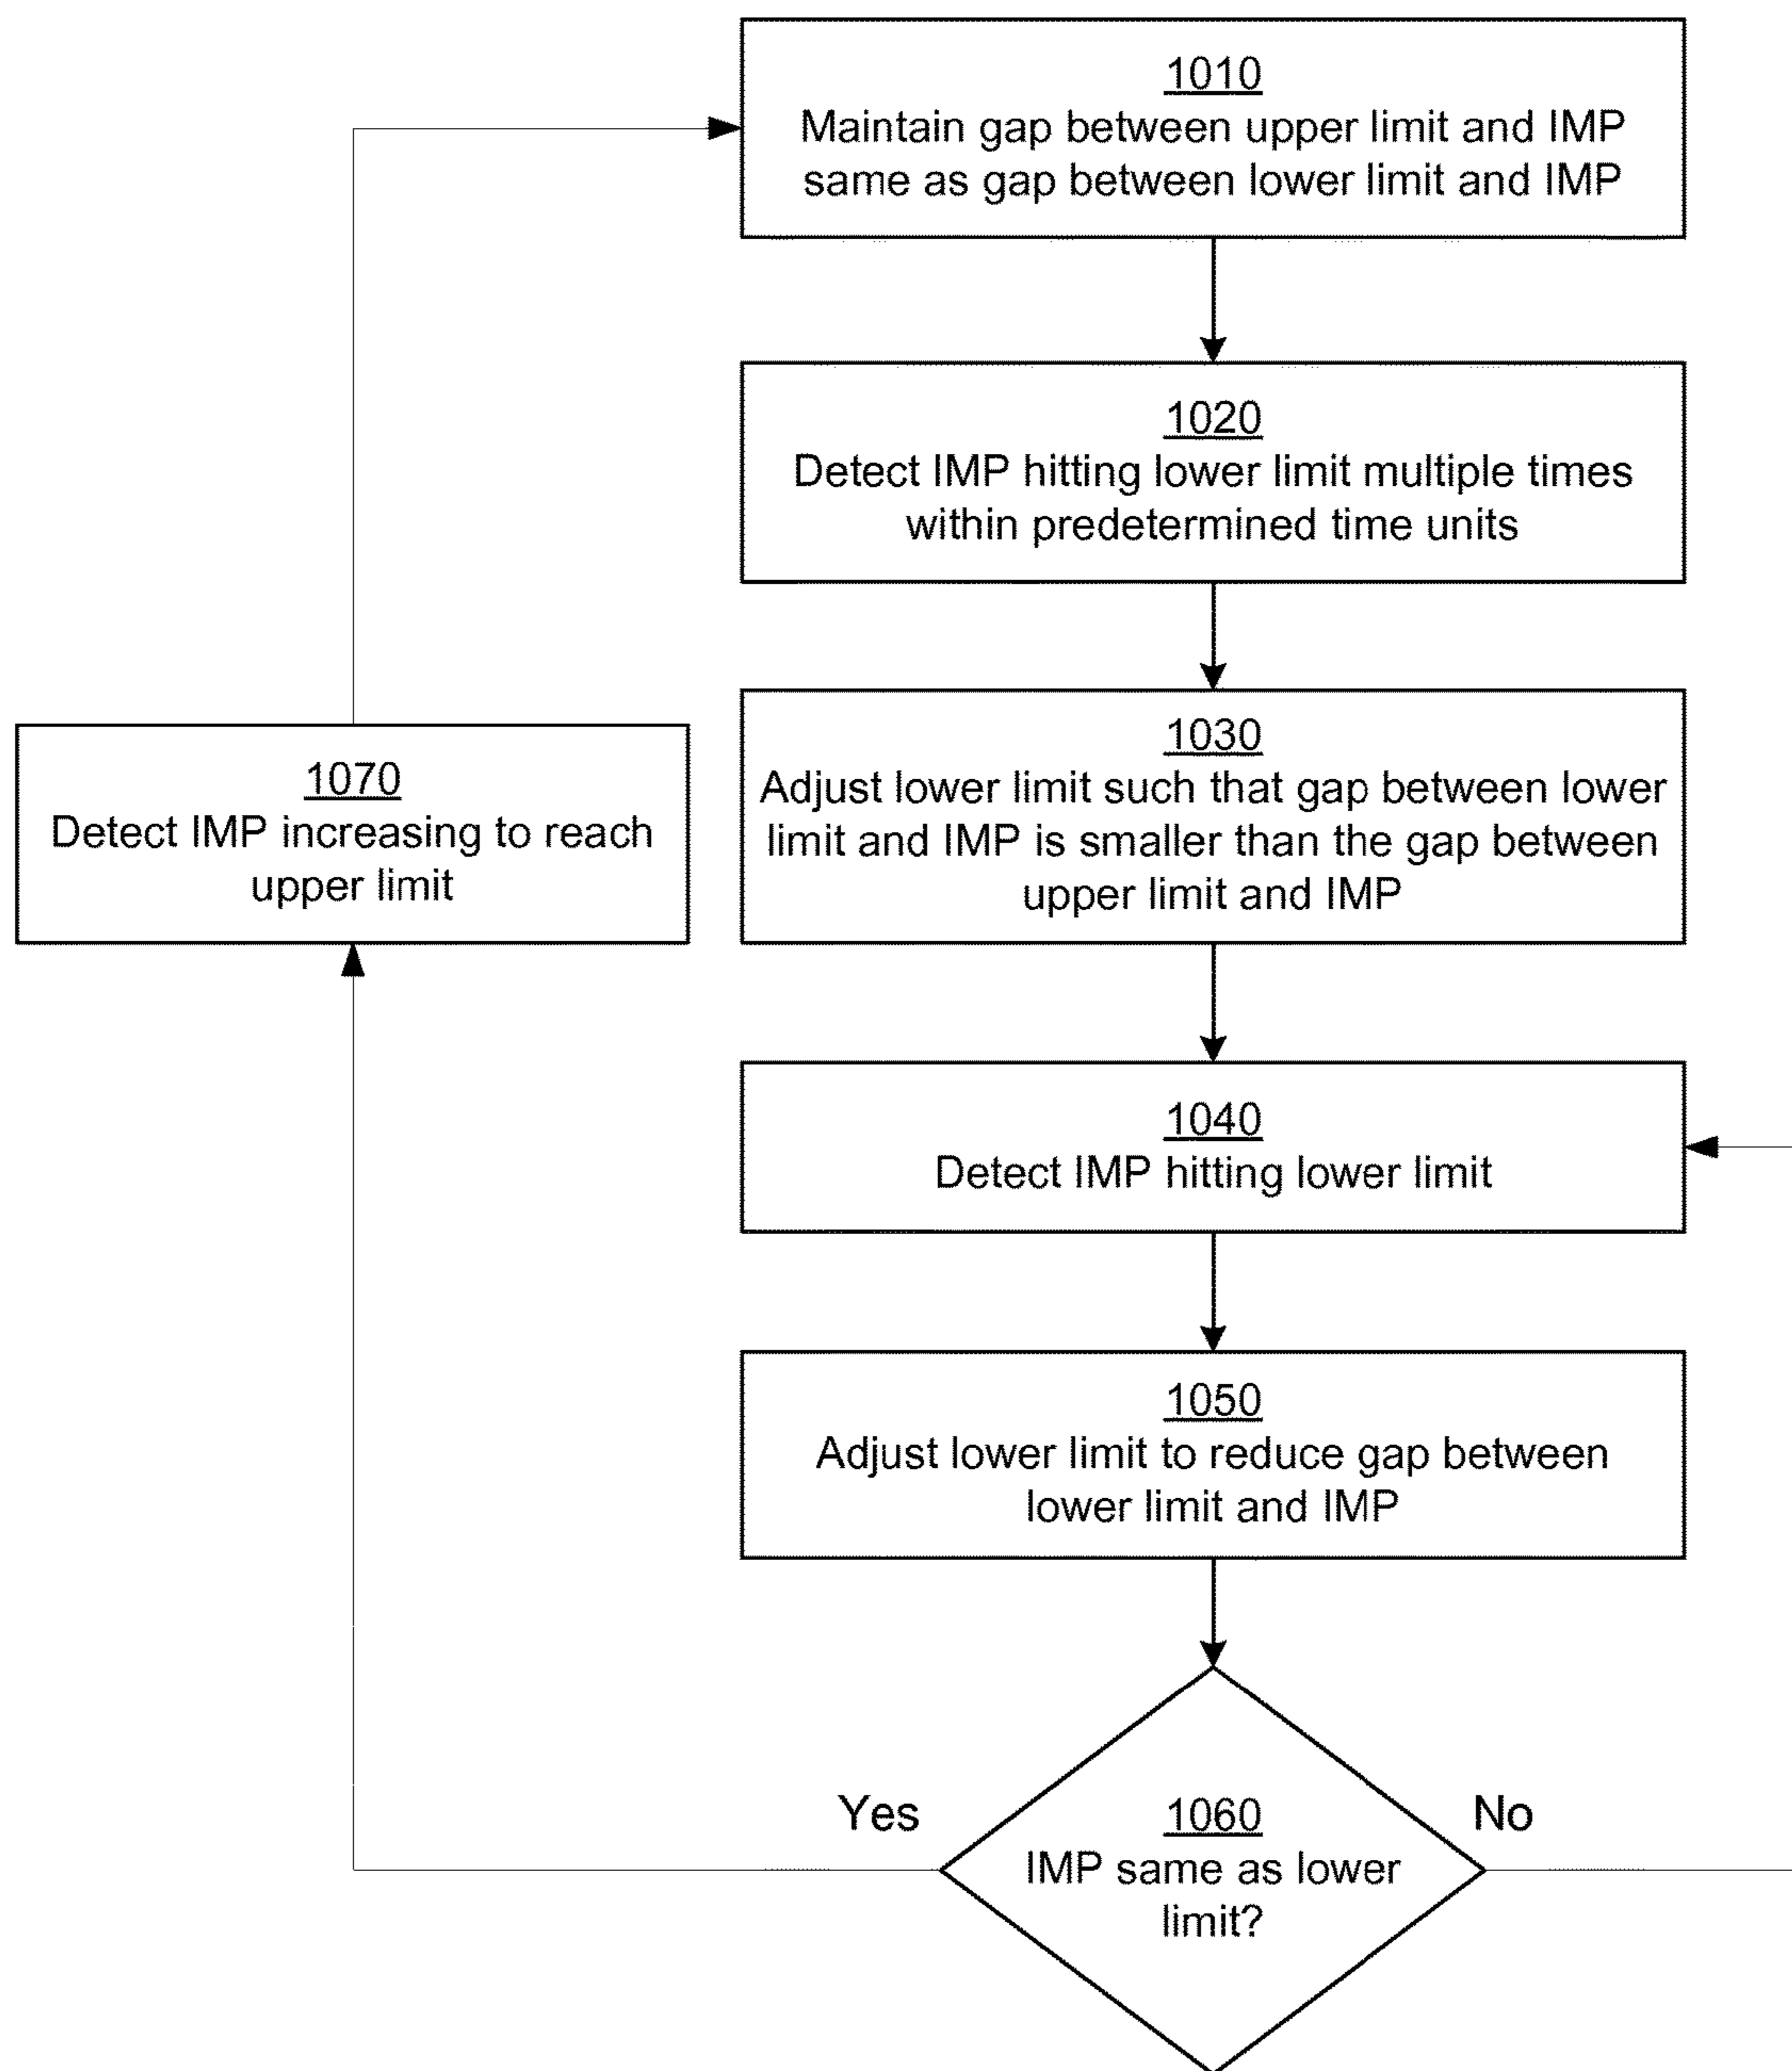 1010
Maintain gap between upper limit and IMP
same as gap between lower limit and IMP
1020
Detect IMP hitting lower limit multiple times
within predetermined time units
1030
Adjust lower limit such that gap between lower
limit and IMP is smaller than the gap between
upper limit and IMP
1070
Detect IMP increasing to reach
upper limit
1040
Detect IMP hitting lower limit
1050
Adjust lower limit to reduce gap between
lower limit and IMP
Yes
No
1060
IMP same as lower
limit?